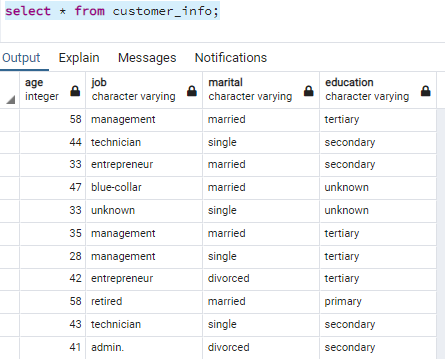 select * from customer_info;
Output Explain Messages Notifications
age job marital education
integer character varying character varying character varying
58 management married tertiary
44 technician single secondary
33 entrepreneur married secondary
47 blue-collar married unknown
33 unknown single unknown
35 management married tertiary
28 management single tertiary
42 entrepreneur divorced tertiary
58 retired married primary
43 technician single secondary
41 admin. divorced secondary